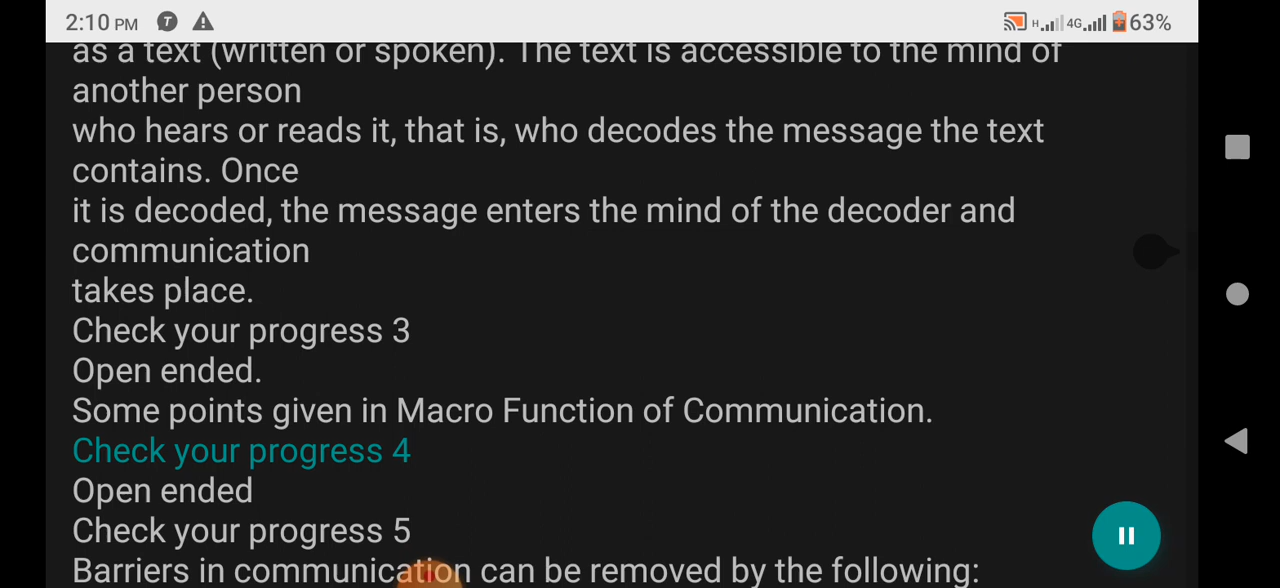 2:10 PM
H 4G 63%
as a text (written or spoken). The text is accessible to the mind of
another person
who hears or reads it, that is, who decodes the message the text
contains. Once
it is decoded, the message enters the mind of the decoder and
communication
takes place.
Check your progress 3
Open ended.
Some points given in Macro Function of Communication.
Check your progress 4
Open ended
Check your progress 5
Barriers in communication can be removed by the following: